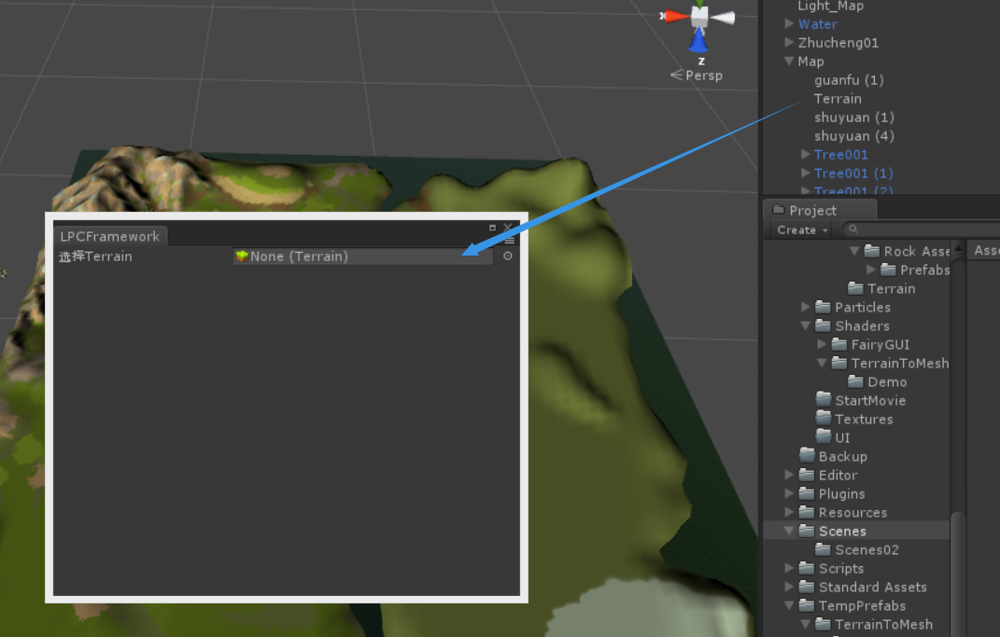 x
z
Persp
LPCFramework
选择Terrain
None (Terrain)
Light_Map
Water
Zhucheng01
Map
guanfu (1)
Terrain
shuyuan (1)
shuyuan (4)
Tree001
Tree001 (1)
Tree001 (2)
Project
Create
Rock Asse
Prefabs
Terrain
Particles
Shaders
FairyGUI
TerrainToMesh
Demo
StartMovie
Textures
UI
Backup
Editor
Plugins
Resources
Scenes
Scenes02
Scripts
Standard Assets
TempPrefabs
TerrainToMesh
Asse